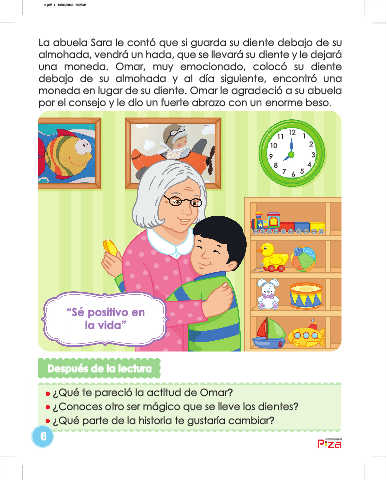 La abuela Sara le contó que si guarda su diente debajo de su
almohada, vendrá un hada, que se llevará su diente y le dejará
una moneda. Omar, muy emocionado, colocó su diente
debajo de su almohada y al día siguiente, encontró una
moneda en lugar de su diente. Omar le agradeció a su abuela
por el consejo y le dio un fuerte abrazo con un enorme beso.
11 12 1
10 2
9 3
8 4
7 6 5
"Sé positivo en
la vida"
Después de la lectura
• ¿Qué te pareció la actitud de Omar?
• ¿Conoces otro ser mágico que se lleve los dientes?
• ¿Qué parte de la historia te gustaría cambiar?
6
PIZA